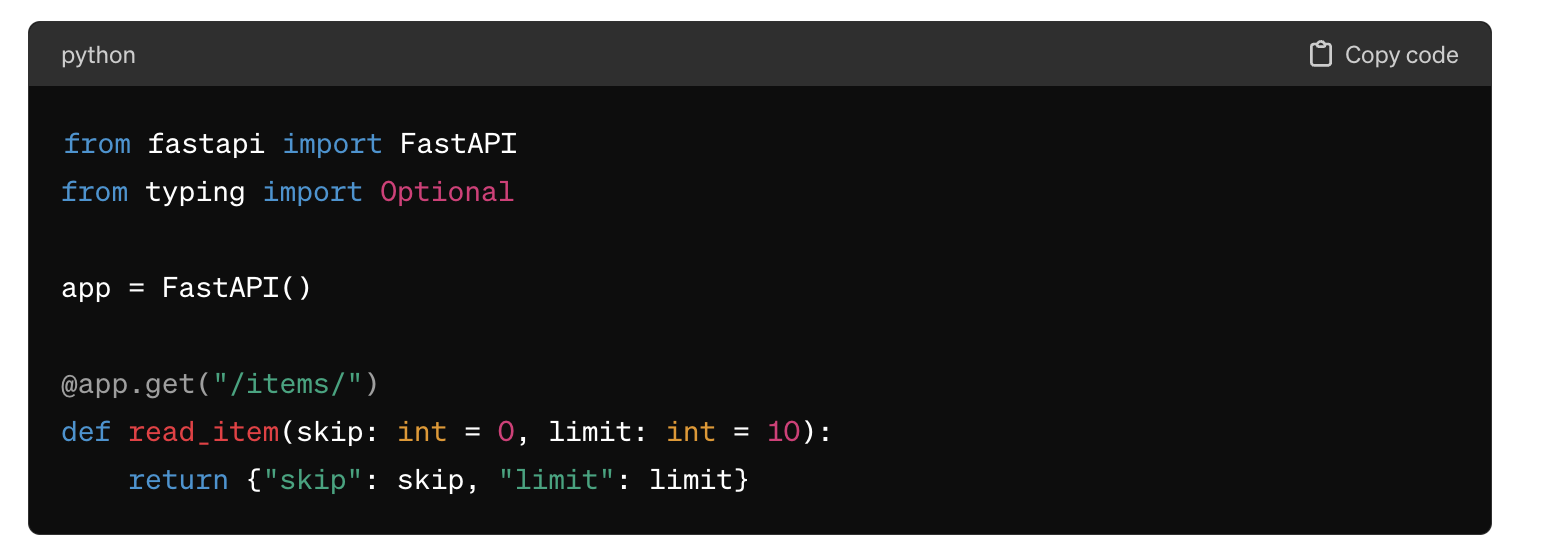 python
Copy code
from fastapi import FastAPI
from typing import Optional
app = FastAPI()
@app.get("/items/")
def read_item(skip: int = 0, limit: int = 10):
    return {"skip": skip, "limit": limit}